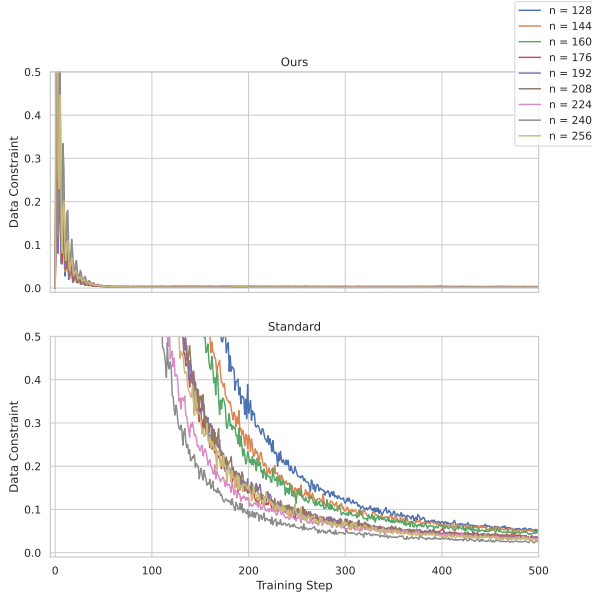 n = 128
n = 144
n = 160
n = 176
n = 192
n = 208
n = 224
n = 240
n = 256
Ours
Data Constraint
0.5
0.4
0.3
0.2
0.1
0.0
Standard
Data Constraint
0.5
0.4
0.3
0.2
0.1
0.0
0 100 200 300 400 500
Training Step